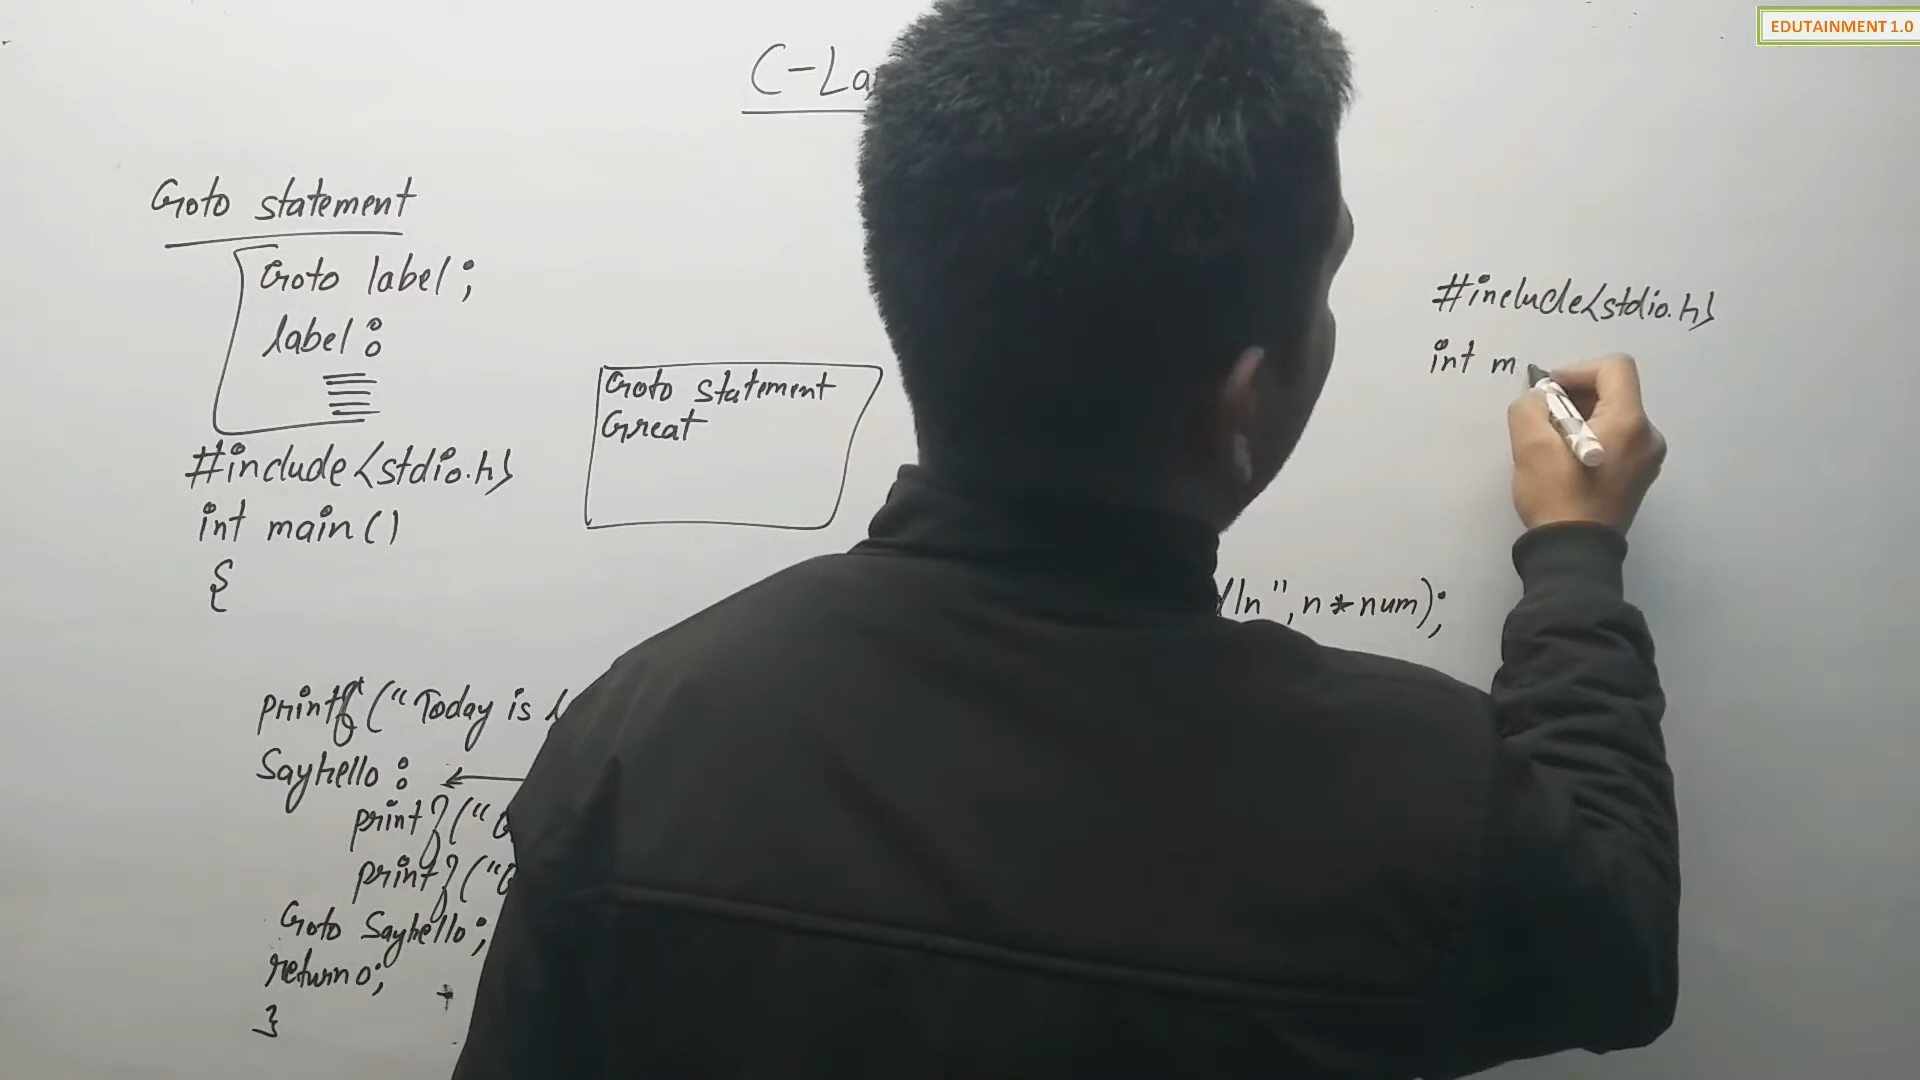 EDUTAINMENT 1.0
C-La
Goto statement
Goto label;
label:
#include<stdio.h>
int main()
{
printf("Today is
Sayhello:
printf("
printf("
Goto Sayhello;
return 0;
}
Goto statement
Great
ln", n*num);
#include<stdio.h>
int m